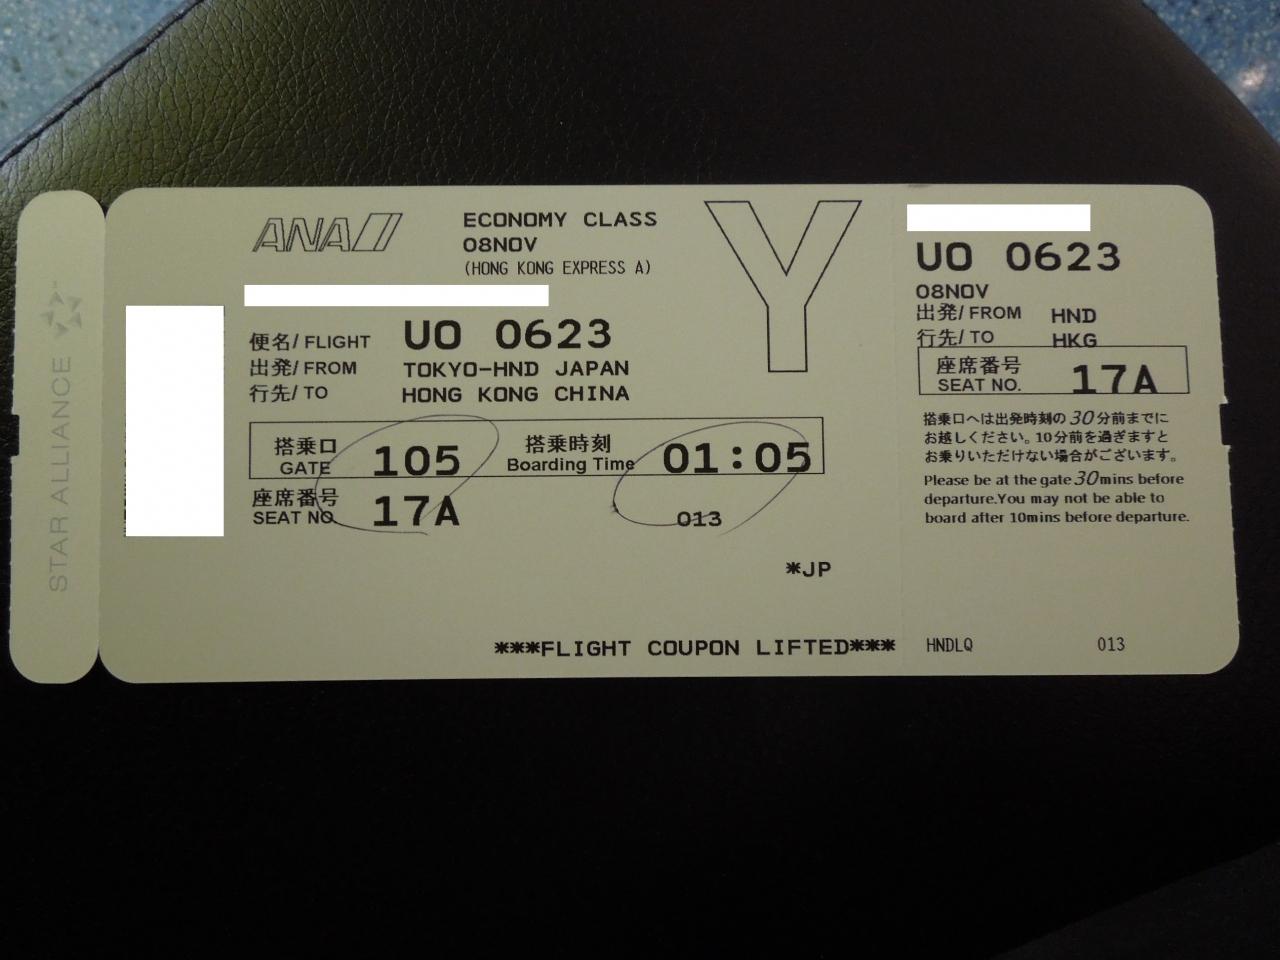 STAR ALLIANCE
ANA
ECONOMY CLASS
08NOV
(HONG KONG EXPRESS A)
Y
便名/ FLIGHT UO 0623
出発/ FROM TOKYO-HND JAPAN
行先/ TO HONG KONG CHINA
搭乗口 GATE 105 搭乗時刻 Boarding Time 01:05
座席番号 SEAT NO. 17A 013
*JP
***FLIGHT COUPON LIFTED***
UO 0623
08NOV
出発/ FROM HND
行先/ TO HKG
座席番号 SEAT NO. 17A
搭乗口へは出発時刻の30分前までに
お越しください。10分前を過ぎますと
お乗りいただけない場合がございます。
Please be at the gate 30mins before
departure.You may not be able to
board after 10mins before departure.
HNDLQ 013